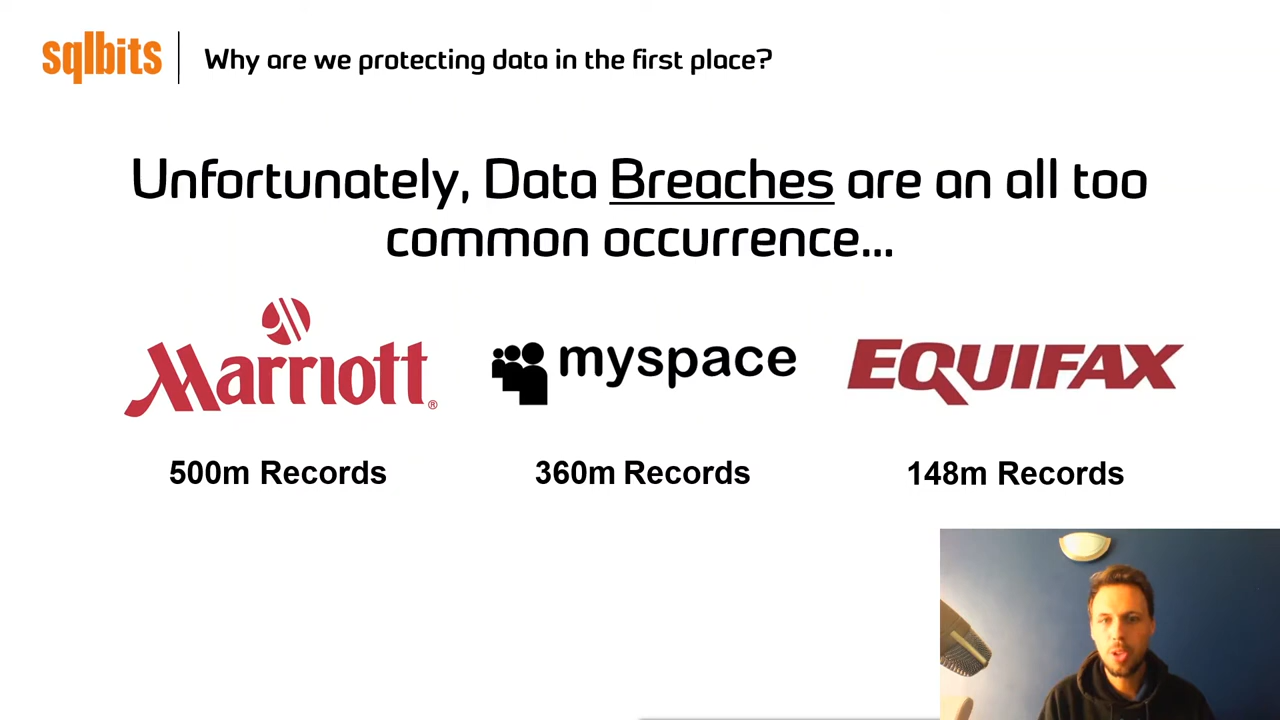 sqlbits
Why are we protecting data in the first place?
Unfortunately, Data Breaches are an all too
common occurrence...
Marriott®
myspace
EQUIFAX
500m Records
360m Records
148m Records